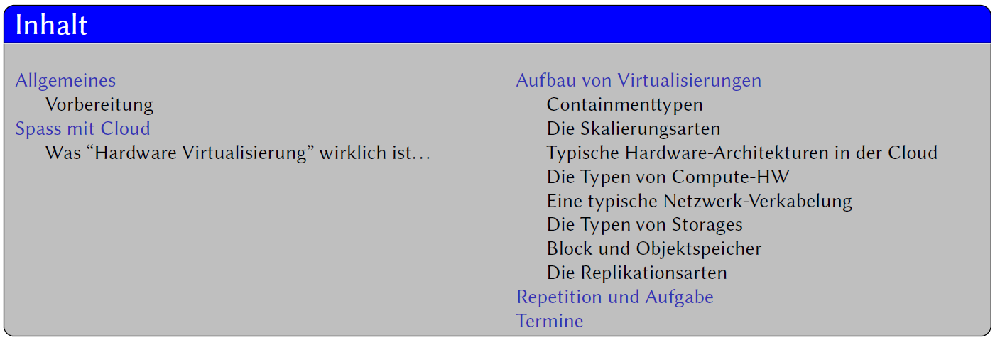 Inhalt
Allgemeines
Vorbereitung
Spass mit Cloud
Was “Hardware Virtualisierung” wirklich ist…
Aufbau von Virtualisierungen
Containmenttypen
Die Skalierungsarten
Typische Hardware-Architekturen in der Cloud
Die Typen von Compute-HW
Eine typische Netzwerk-Verkabelung
Die Typen von Storages
Block und Objektspeicher
Die Replikationsarten
Repetition und Aufgabe
Termine